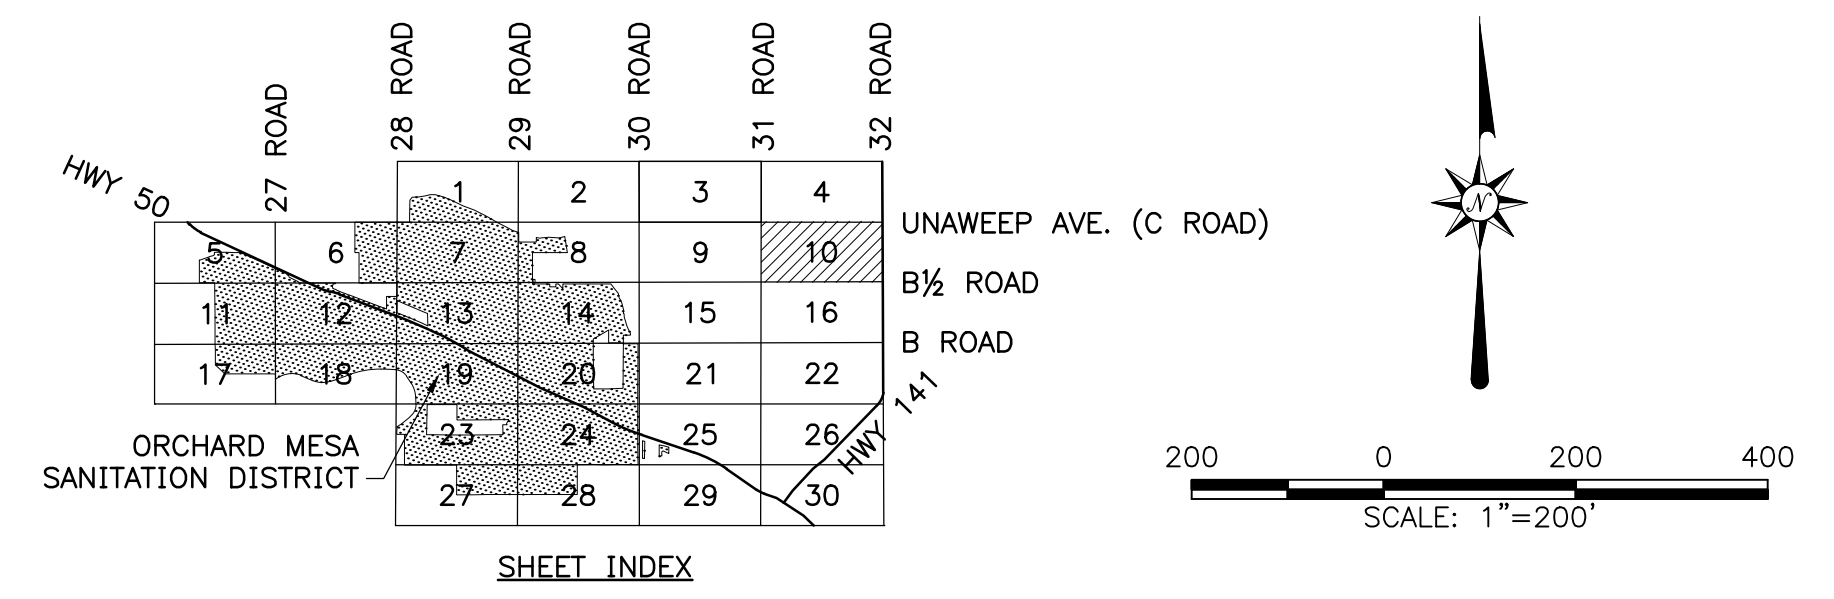 27 ROAD
28 ROAD
29 ROAD
30 ROAD
31 ROAD
32 ROAD
HWY 50
1 2 3 4
UNAWEEP AVE. (C ROAD)
5 6 7 8 9 10
B½ ROAD
11 12 13 14 15 16
B ROAD
17 18 19 20 21 22
HWY 141
23 24 25 26
27 28 29 30
ORCHARD MESA
SANITATION DISTRICT
SHEET INDEX
N
200 0 200 400
SCALE: 1"=200'